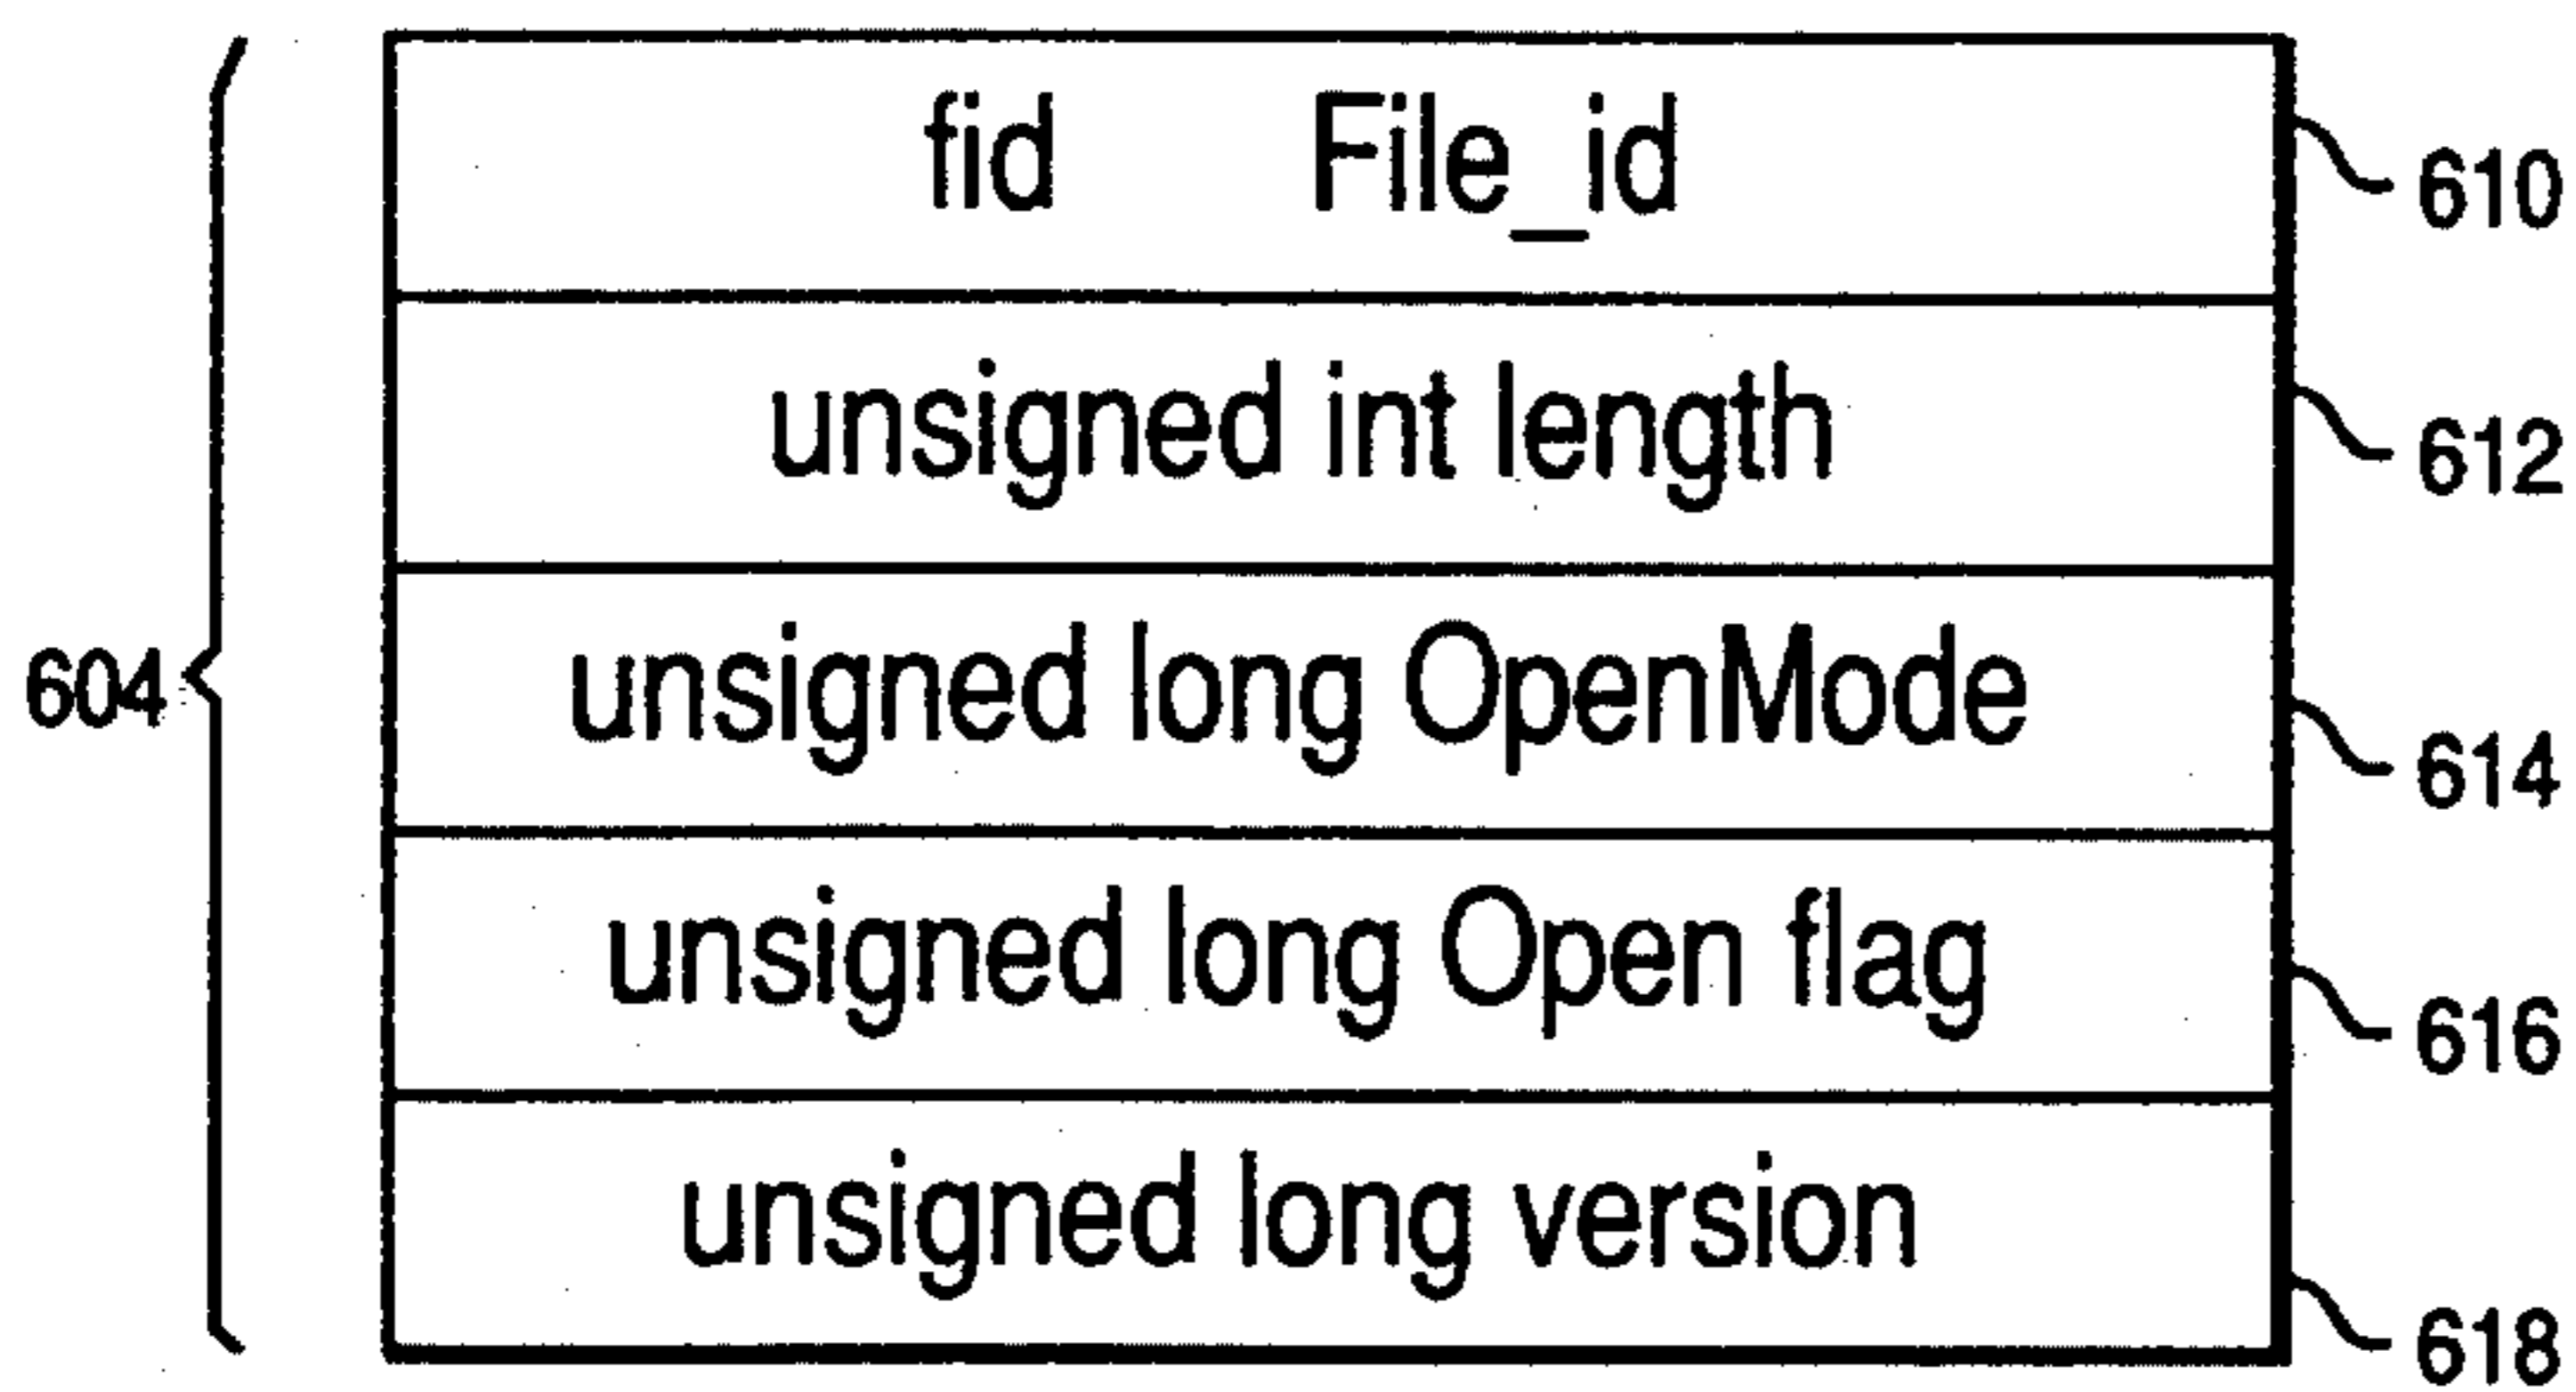 fid File_id
610
unsigned int length
612
unsigned long OpenMode
614
604
unsigned long Open flag
616
unsigned long version
618